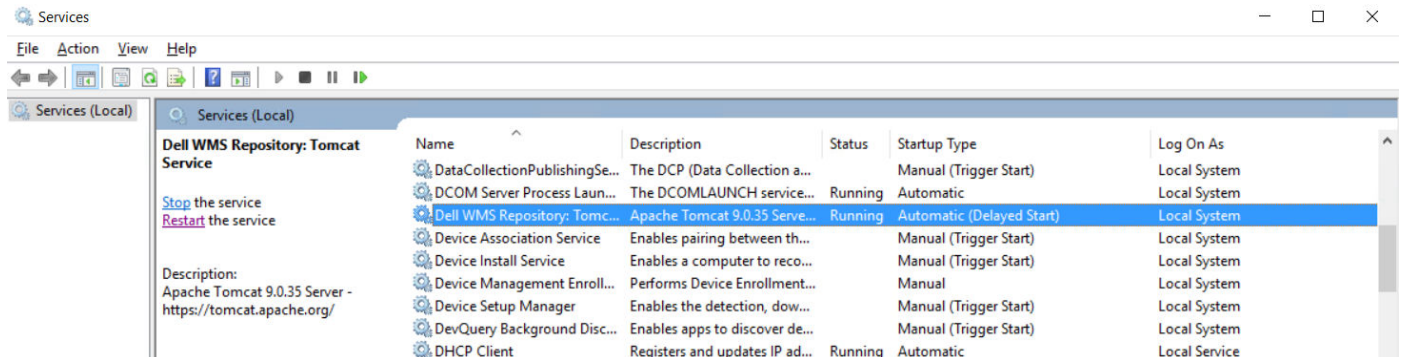 Services
File Action View Help
Services (Local)
Services (Local)
Dell WMS Repository: Tomcat
Service
Stop the service
Restart the service
Description:
Apache Tomcat 9.0.35 Server -
https://tomcat.apache.org/
Name Description Status Startup Type Log On As
DataCollectionPublishingSe... The DCP (Data Collection a... Manual (Trigger Start) Local System
DCOM Server Process Laun... The DCOMLAUNCH service... Running Automatic Local System
Dell WMS Repository: Tomc... Apache Tomcat 9.0.35 Serve... Running Automatic (Delayed Start) Local System
Device Association Service Enables pairing between th... Manual (Trigger Start) Local System
Device Install Service Enables a computer to reco... Manual (Trigger Start) Local System
Device Management Enroll... Performs Device Enrollment... Manual Local System
Device Setup Manager Enables the detection, dow... Manual (Trigger Start) Local System
DevQuery Background Disc... Enables apps to discover de... Manual (Trigger Start) Local System
DHCP Client Registers and updates IP ad... Running Automatic Local Service